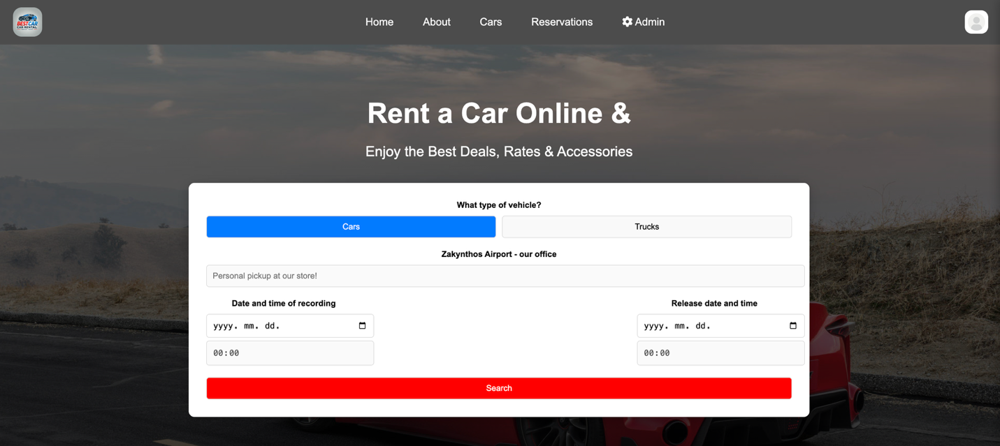 BESTCAR
CAR RENTAL
Home
About
Cars
Reservations
Admin
Rent a Car Online &
Enjoy the Best Deals, Rates & Accessories
What type of vehicle?
Cars
Trucks
Zakynthos Airport - our office
Personal pickup at our store!
Date and time of recording
Release date and time
yyyy. mm. dd.
yyyy. mm. dd.
00:00
00:00
Search